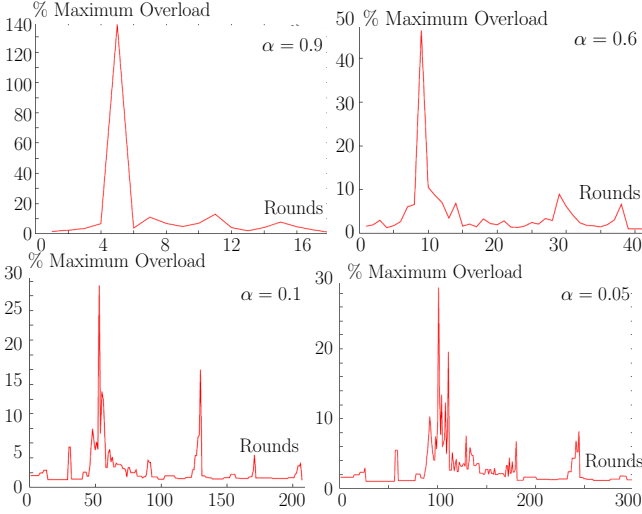 % Maximum Overload
140
120
100
80
60
40
20
0
α = 0.9
Rounds
0 4 8 12 16
% Maximum Overload
50
40
30
20
10
0
α = 0.6
Rounds
10 20 30 40
% Maximum Overload
30
25
20
15
10
5
1
α = 0.1
Rounds
0 50 100 150 200
% Maximum Overload
30
20
10
0
α = 0.05
Rounds
0 100 200 300